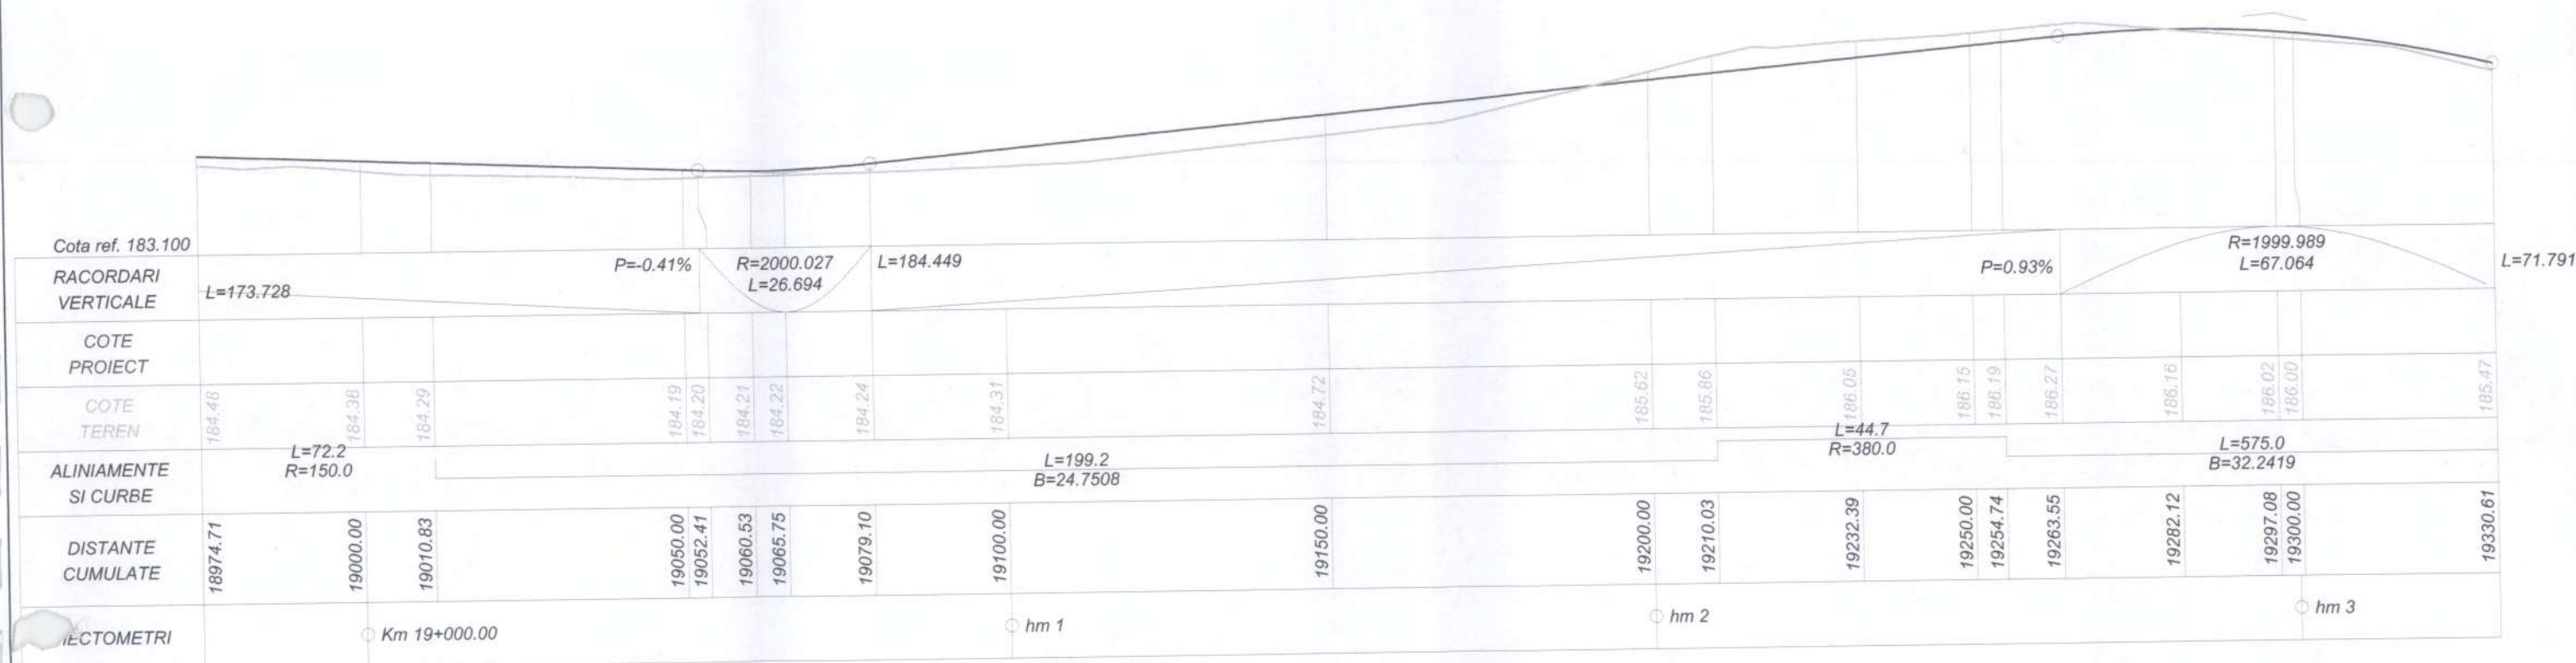 Cota ref. 183.100
RACORDARI
VERTICALE
L=173.728
P=-0.41%
R=2000.027
L=26.694
L=184.449
P=0.93%
R=1999.989
L=67.064
L=71.791
COTE
PROIECT
COTE
TEREN
184.48
184.36
184.29
184.19
184.20
184.21
184.22
184.24
184.31
184.72
185.62
185.86
186.05
186.15
186.19
186.27
186.16
186.02
186.00
185.47
ALINIAMENTE
SI CURBE
L=72.2
R=150.0
L=199.2
B=24.7508
L=44.7
R=380.0
L=575.0
B=32.2419
DISTANTE
CUMULATE
18974.71
19000.00
19010.83
19050.00
19052.41
19060.53
19065.75
19079.10
19100.00
19150.00
19200.00
19210.03
19232.39
19250.00
19254.74
19263.55
19282.12
19297.08
19300.00
19330.61
ECTOMETRI
Km 19+000.00
hm 1
hm 2
hm 3